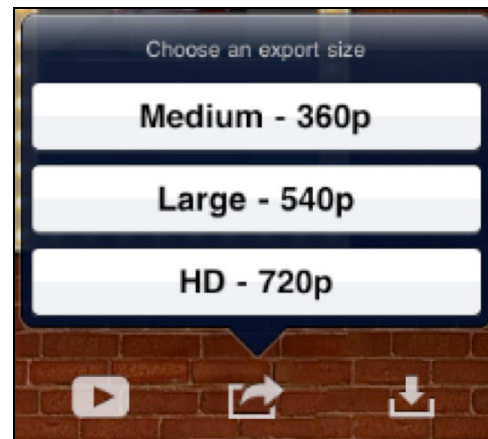 Choose an export size
Medium - 360p
Large - 540p
HD - 720p